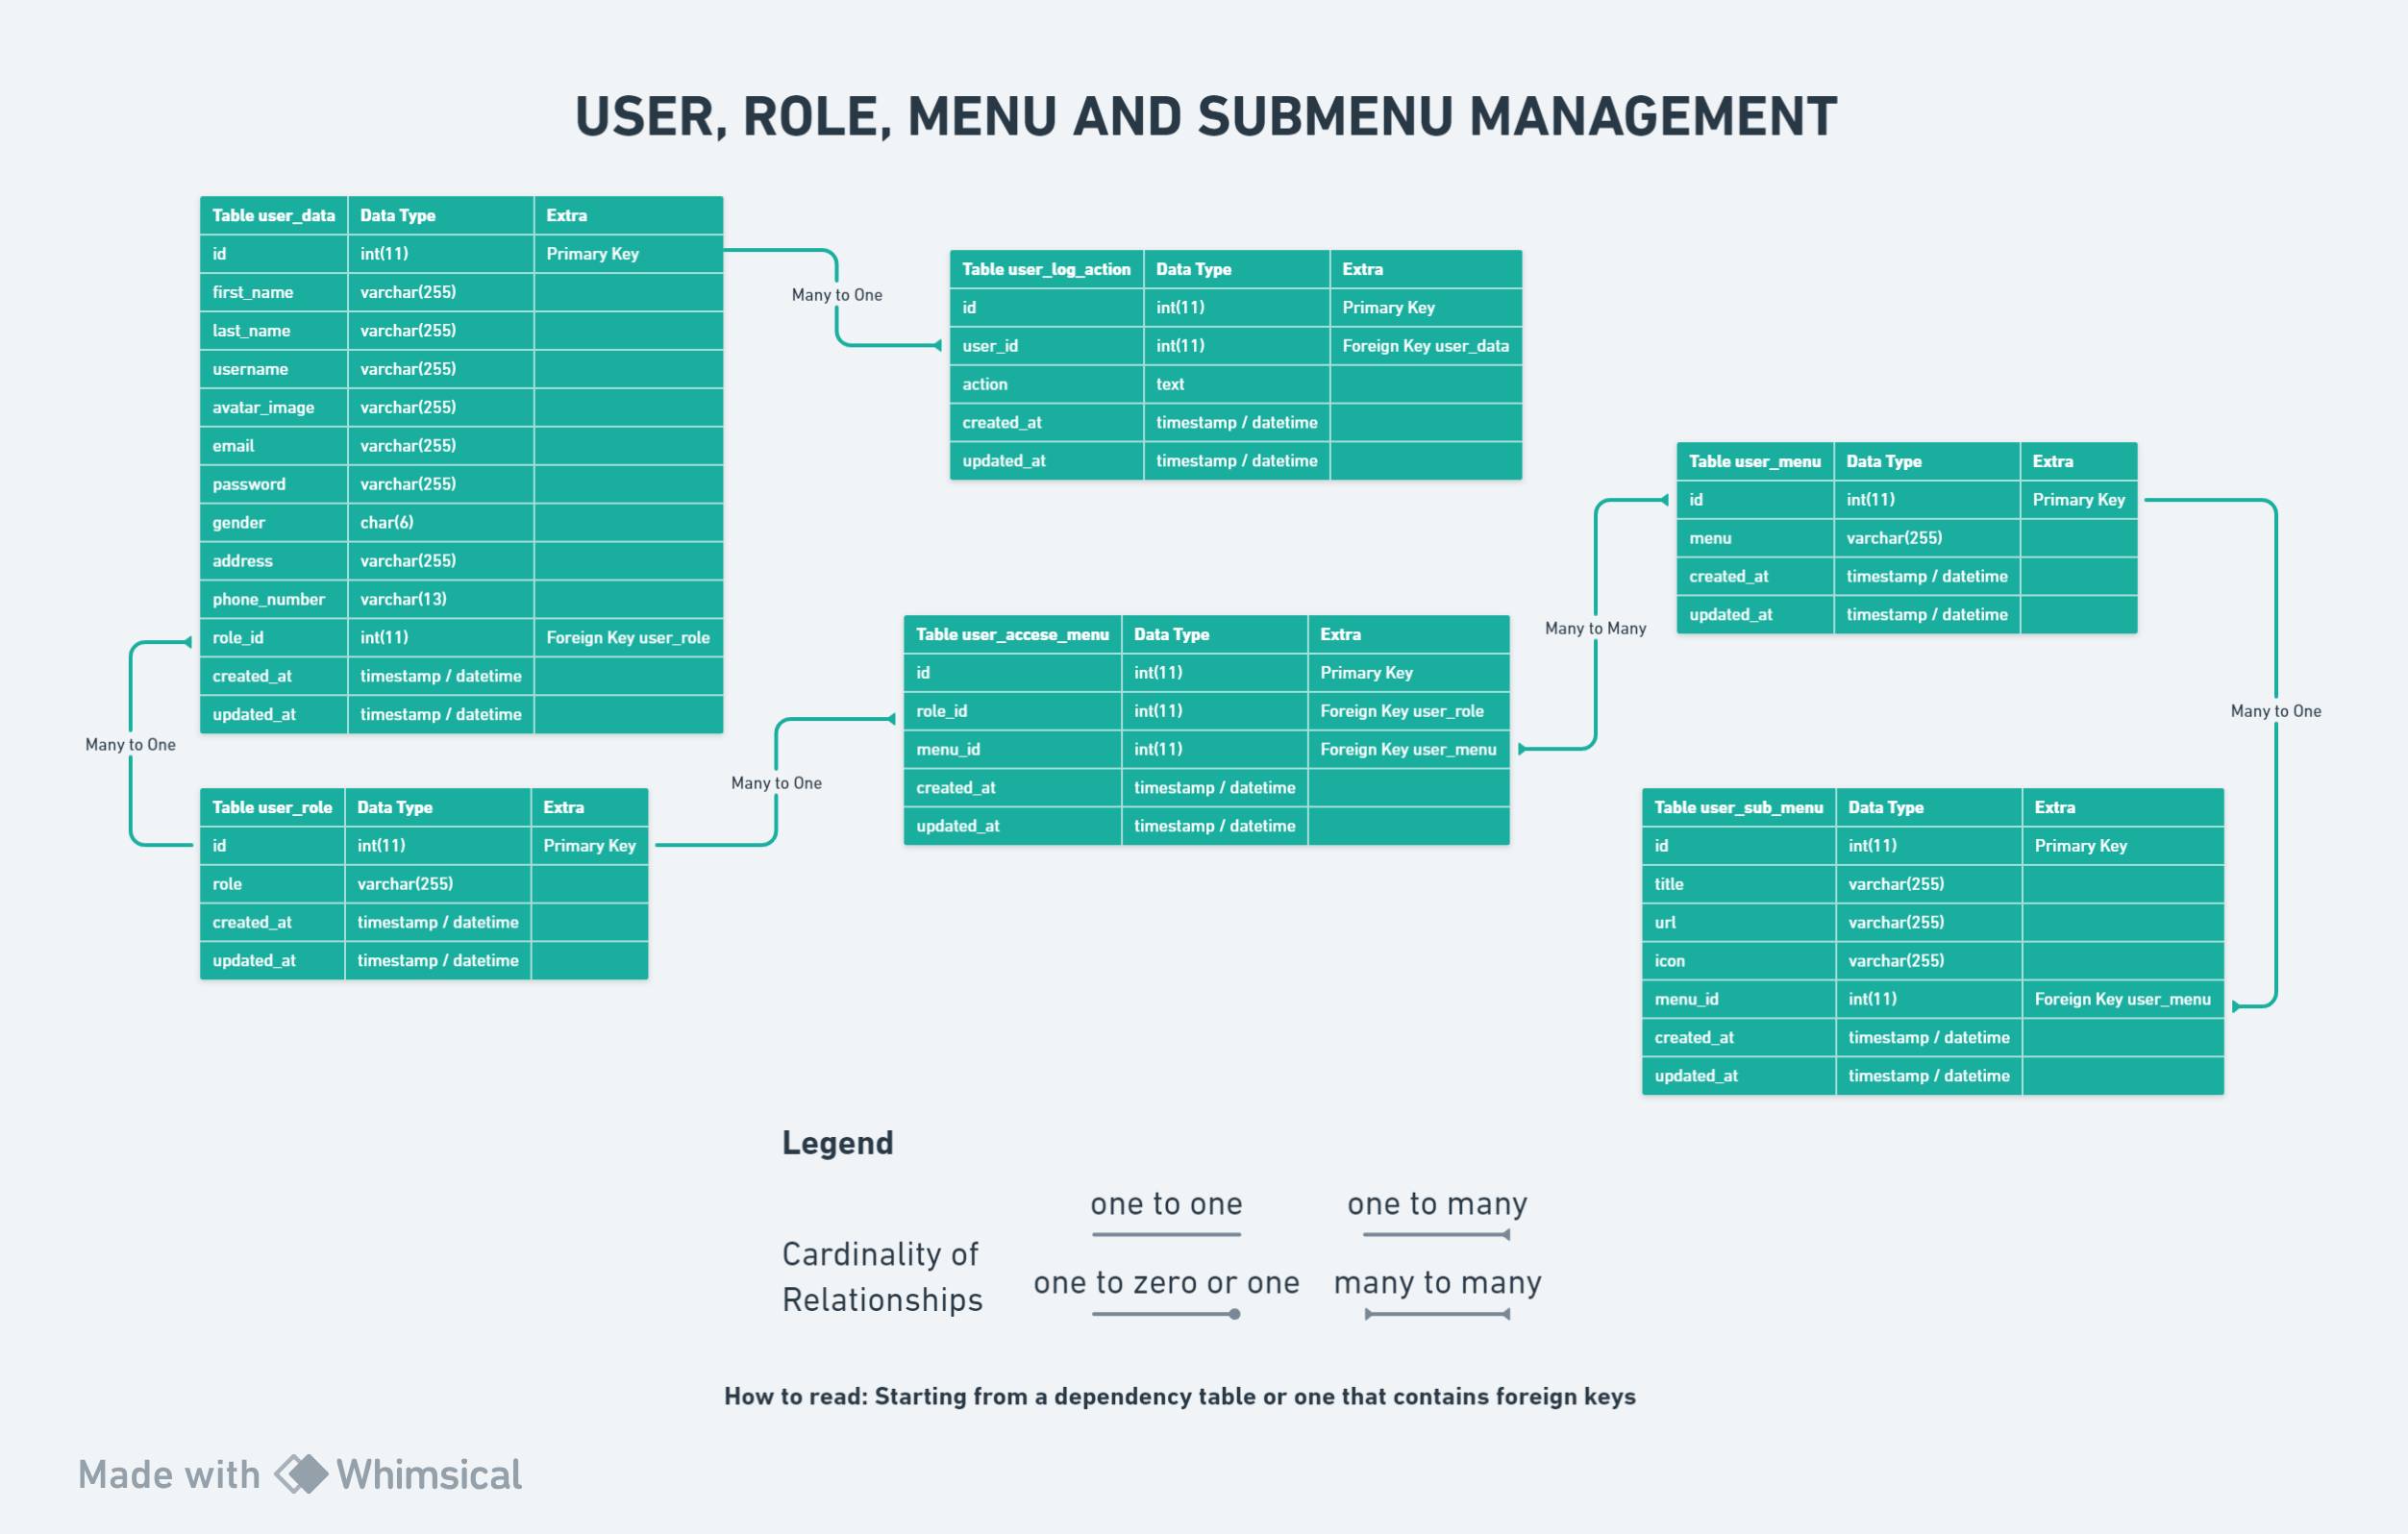 USER, ROLE, MENU AND SUBMENU MANAGEMENT
Table user_data Data Type Extra
id int(11) Primary Key
first_name varchar(255)
last_name varchar(255)
username varchar(255)
avatar_image varchar(255)
email varchar(255)
password varchar(255)
gender char(6)
address varchar(255)
phone_number varchar(13)
role_id int(11) Foreign Key user_role
created_at timestamp / datetime
updated_at timestamp / datetime
Many to One
Table user_log_action Data Type Extra
id int(11) Primary Key
user_id int(11) Foreign Key user_data
action text
created_at timestamp / datetime
updated_at timestamp / datetime
Many to One
Table user_role Data Type Extra
id int(11) Primary Key
role varchar(255)
created_at timestamp / datetime
updated_at timestamp / datetime
Many to One
Table user_accese_menu Data Type Extra
id int(11) Primary Key
role_id int(11) Foreign Key user_role
menu_id int(11) Foreign Key user_menu
created_at timestamp / datetime
updated_at timestamp / datetime
Many to Many
Table user_menu Data Type Extra
id int(11) Primary Key
menu varchar(255)
created_at timestamp / datetime
updated_at timestamp / datetime
Many to One
Table user_sub_menu Data Type Extra
id int(11) Primary Key
title varchar(255)
url varchar(255)
icon varchar(255)
menu_id int(11) Foreign Key user_menu
created_at timestamp / datetime
updated_at timestamp / datetime
Legend
Cardinality of
Relationships
one to one
one to many
one to zero or one
many to many
How to read: Starting from a dependency table or one that contains foreign keys
Made with Whimsical